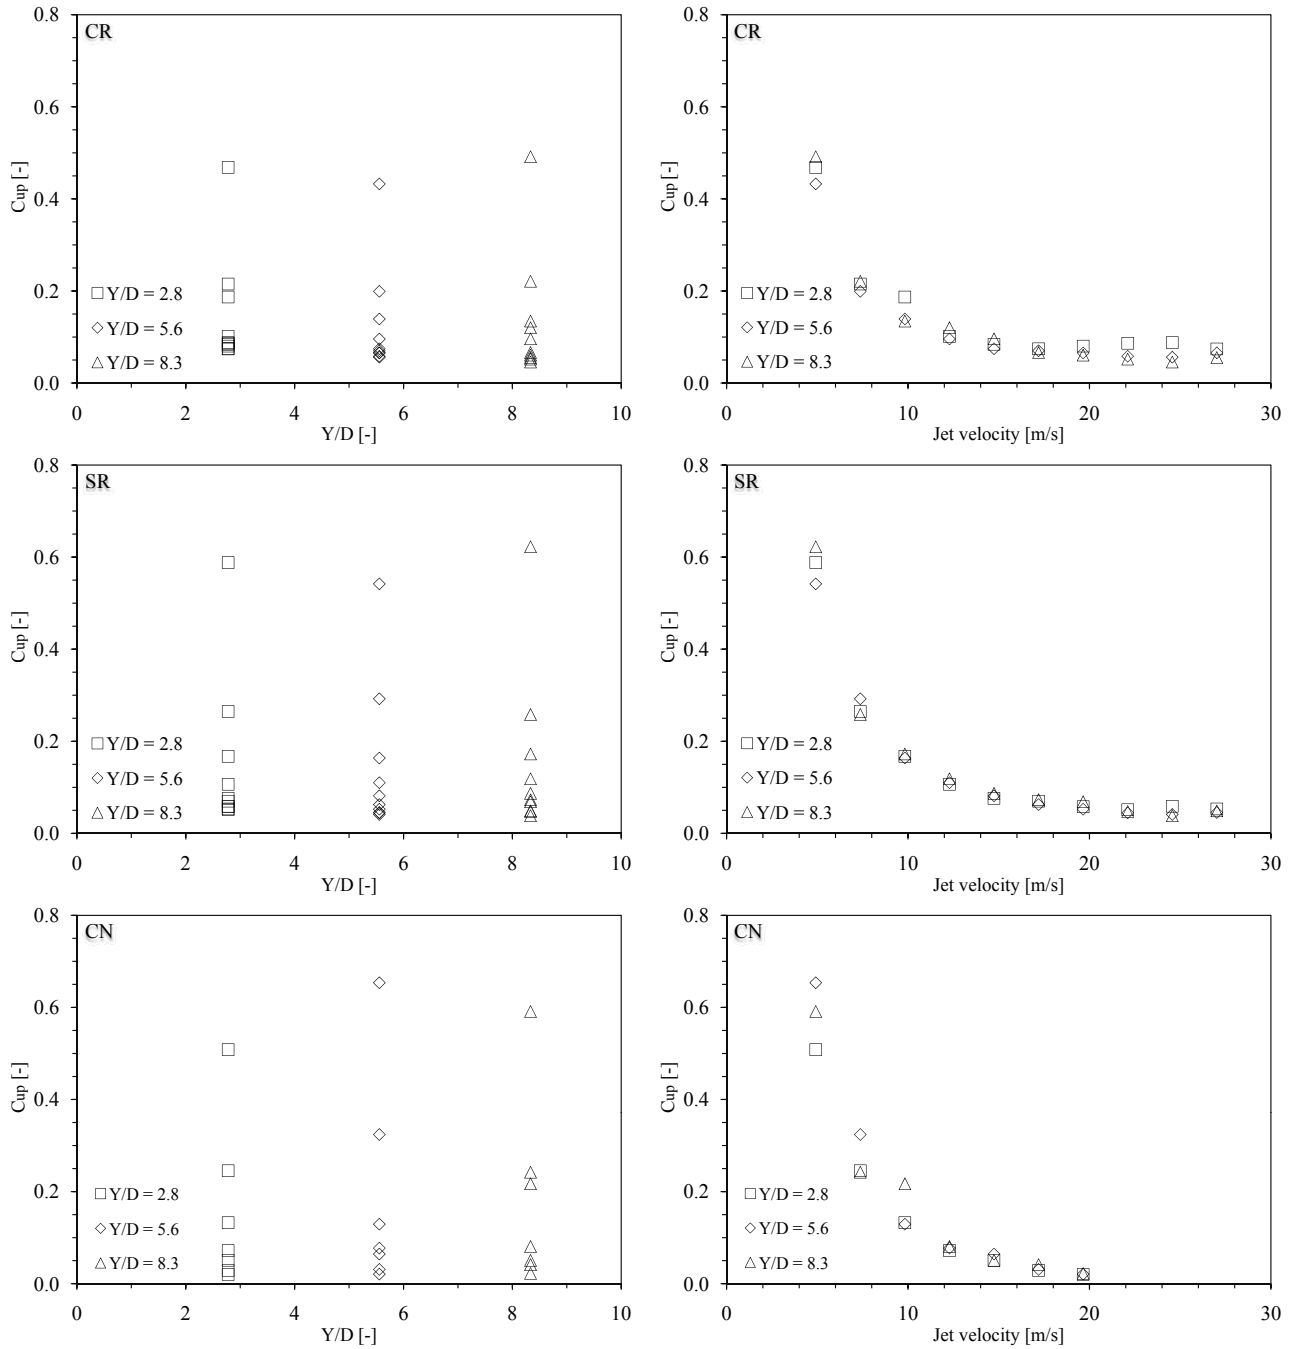 CR
0.8
0.6
0.4
0.2
0.0
Cup [-]
Y/D = 2.8
Y/D = 5.6
Y/D = 8.3
0 2 4 6 8 10
Y/D [-]
CR
0.8
0.6
0.4
0.2
0.0
Cup [-]
Y/D = 2.8
Y/D = 5.6
Y/D = 8.3
0 10 20 30
Jet velocity [m/s]
SR
0.8
0.6
0.4
0.2
0.0
Cup [-]
Y/D = 2.8
Y/D = 5.6
Y/D = 8.3
0 2 4 6 8 10
Y/D [-]
SR
0.8
0.6
0.4
0.2
0.0
Cup [-]
Y/D = 2.8
Y/D = 5.6
Y/D = 8.3
0 10 20 30
Jet velocity [m/s]
CN
0.8
0.6
0.4
0.2
0.0
Cup [-]
Y/D = 2.8
Y/D = 5.6
Y/D = 8.3
0 2 4 6 8 10
Y/D [-]
CN
0.8
0.6
0.4
0.2
0.0
Cup [-]
Y/D = 2.8
Y/D = 5.6
Y/D = 8.3
0 10 20 30
Jet velocity [m/s]